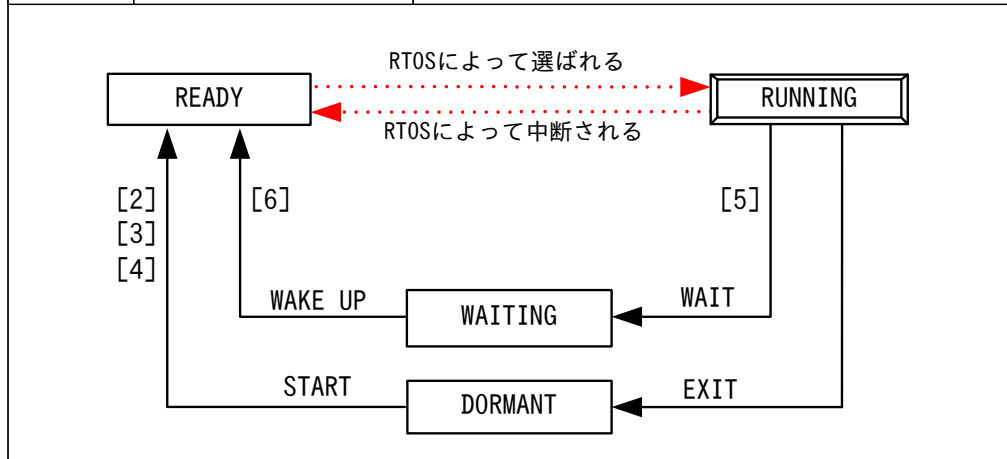 RTOSによって選ばれる
READY
RUNNING
RTOSによって中断される
[2]
[6]
[5]
[3]
[4]
WAKE UP
WAITING
WAIT
START
DORMANT
EXIT